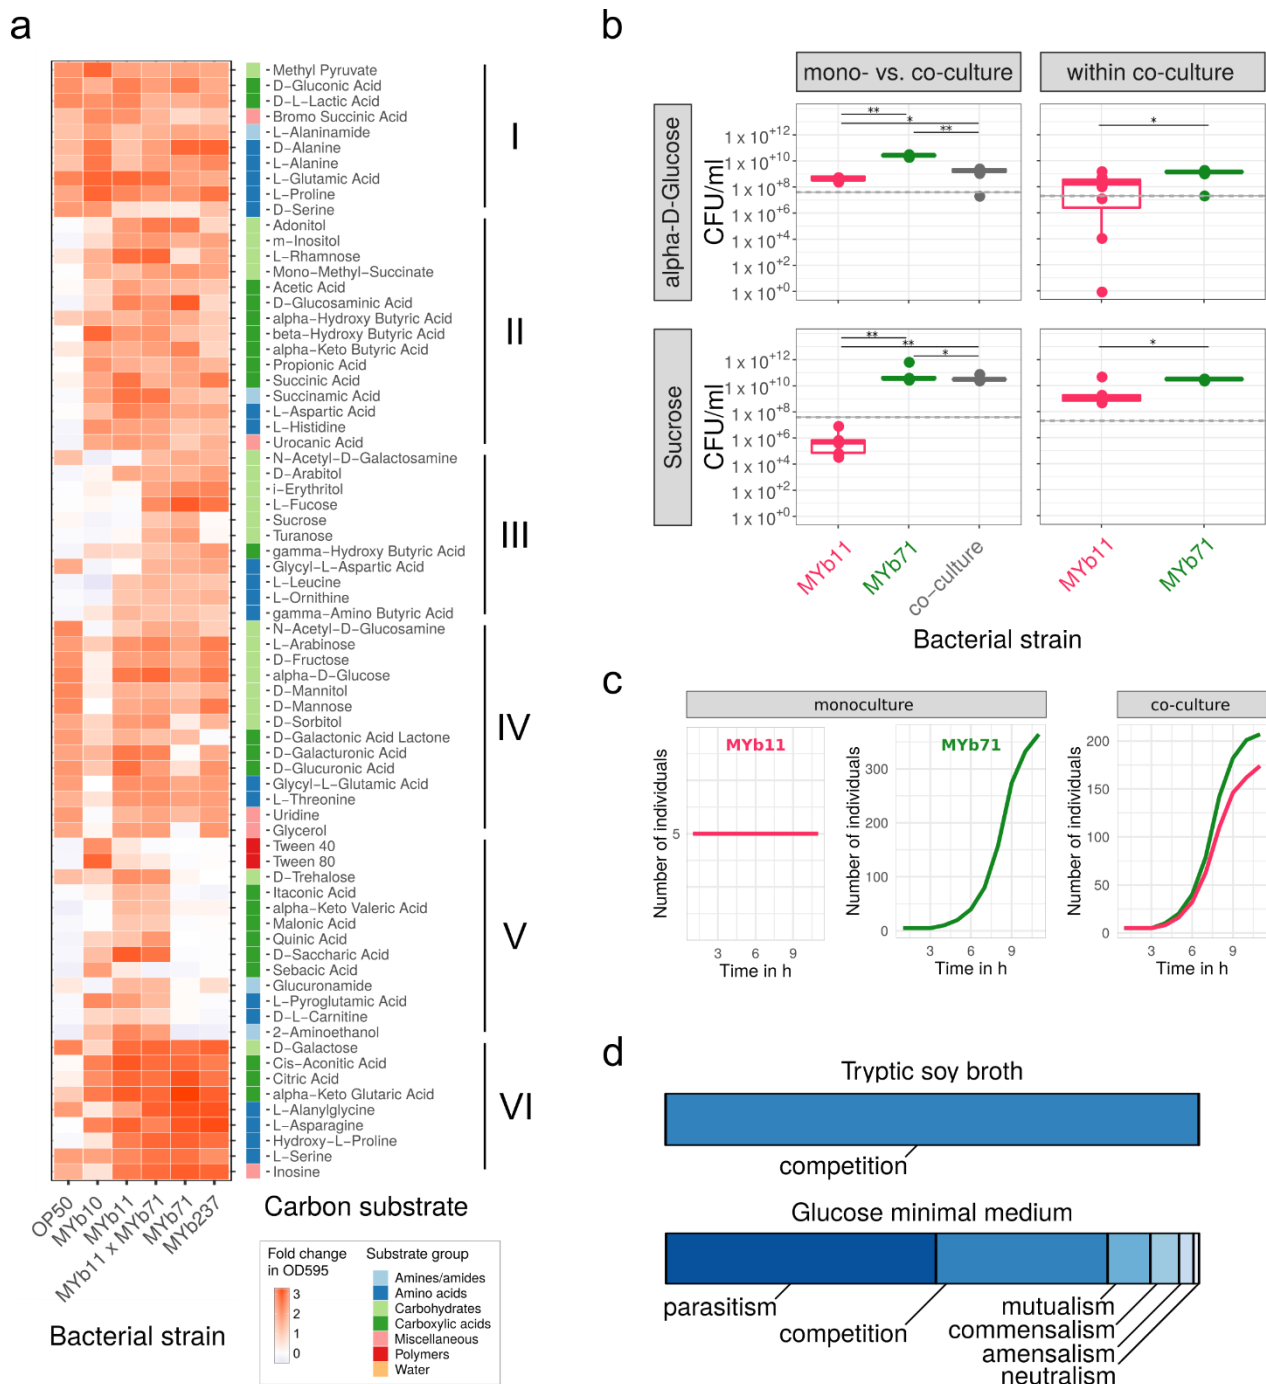 a
Methyl Pyruvate
D-Gluconic Acid
D-L-Lactic Acid
Bromo Succinic Acid
L-Alaninamide
D-Alanine
L-Alanine
L-Glutamic Acid
L-Proline
D-Serine
I
Adonitol
m-Inositol
L-Rhamnose
Mono-Methyl-Succinate
Acetic Acid
D-Glucosaminic Acid
alpha-Hydroxy Butyric Acid
beta-Hydroxy Butyric Acid
alpha-Keto Butyric Acid
Propionic Acid
Succinic Acid
Succinamic Acid
L-Aspartic Acid
L-Histidine
Urocanic Acid
II
N-Acetyl-D-Galactosamine
D-Arabitol
i-Erythritol
L-Fucose
Sucrose
Turanose
gamma-Hydroxy Butyric Acid
Glycyl-L-Aspartic Acid
L-Leucine
L-Ornithine
gamma-Amino Butyric Acid
III
N-Acetyl-D-Glucosamine
L-Arabinose
D-Fructose
alpha-D-Glucose
D-Mannitol
D-Mannose
D-Sorbitol
D-Galactonic Acid Lactone
D-Galacturonic Acid
D-Glucuronic Acid
Glycyl-L-Glutamic Acid
L-Threonine
Uridine
Glycerol
IV
Tween 40
Tween 80
D-Trehalose
Itaconic Acid
alpha-Keto Valeric Acid
Malonic Acid
Quinic Acid
D-Saccharic Acid
Sebacic Acid
Glucuronamide
L-Pyroglutamic Acid
D-L-Carnitine
2-Aminoethanol
V
D-Galactose
Cis-Aconitic Acid
Citric Acid
alpha-Keto Glutaric Acid
L-Alanylglycine
L-Asparagine
Hydroxy-L-Proline
L-Serine
Inosine
VI
OP50
MYb10
MYb11
MYb11 x MYb71
MYb71
MYb237
Carbon substrate
Bacterial strain
Fold change
in OD595
3
2
1
0
Substrate group
Amines/amides
Amino acids
Carbohydrates
Carboxylic acids
Miscellaneous
Polymers
Water
b
mono- vs. co-culture
within co-culture
alpha-D-Glucose
CFU/ml
1 x 10+12
1 x 10+10
1 x 10+8
1 x 10+6
1 x 10+4
1 x 10+2
1 x 10+0
**
*
**
*
Sucrose
CFU/ml
1 x 10+12
1 x 10+10
1 x 10+8
1 x 10+6
1 x 10+4
1 x 10+2
1 x 10+0
**
**
*
*
MYb11
MYb71
co-culture
MYb11
MYb71
Bacterial strain
c
monoculture
co-culture
MYb11
Number of individuals
5
3 6 9
Time in h
MYb71
Number of individuals
300
200
100
0
3 6 9
Time in h
Number of individuals
200
150
100
50
0
3 6 9
Time in h
d
Tryptic soy broth
competition
Glucose minimal medium
parasitism
competition
mutualism
commensalism
amensalism
neutralism